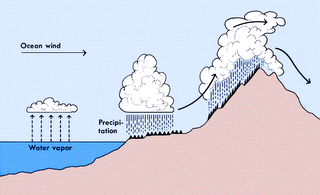 Ocean wind
Precipi-
tation
Water vapor